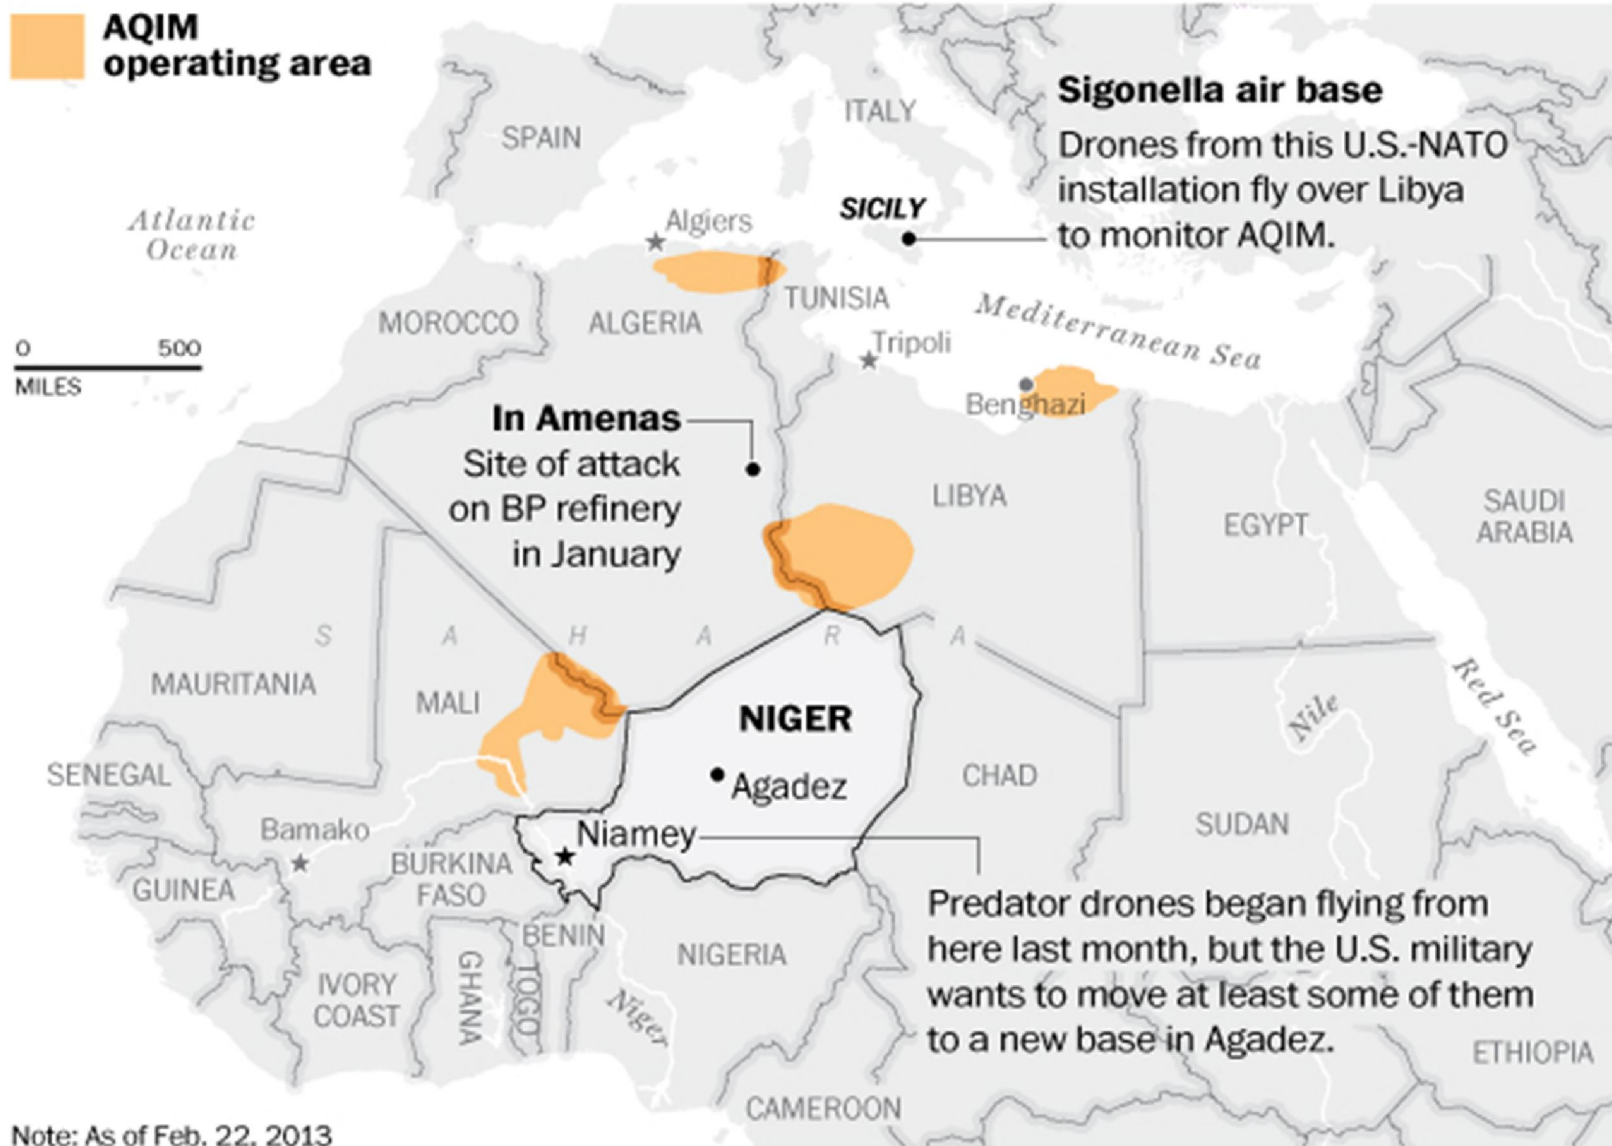 AQIM
operating area
Sigonella air base
Drones from this U.S.-NATO
installation fly over Libya
to monitor AQIM.
ITALY
SPAIN
SICILY
Atlantic
Ocean
Algiers
MOROCCO
ALGERIA
TUNISIA
Mediterranean Sea
Tripoli
0 500
MILES
Benghazi
In Amenas
Site of attack
on BP refinery
in January
LIBYA
EGYPT
SAUDI
ARABIA
S A H A R A
MAURITANIA
MALI
NIGER
Agadez
Nile
Red Sea
SENEGAL
CHAD
SUDAN
Bamako
Niamey
BURKINA
FASO
GUINEA
Predator drones began flying from
here last month, but the U.S. military
wants to move at least some of them
to a new base in Agadez.
BENIN
NIGERIA
IVORY
COAST
GHANA
TOGO
Niger
ETHIOPIA
CAMEROON
Note: As of Feb. 22, 2013